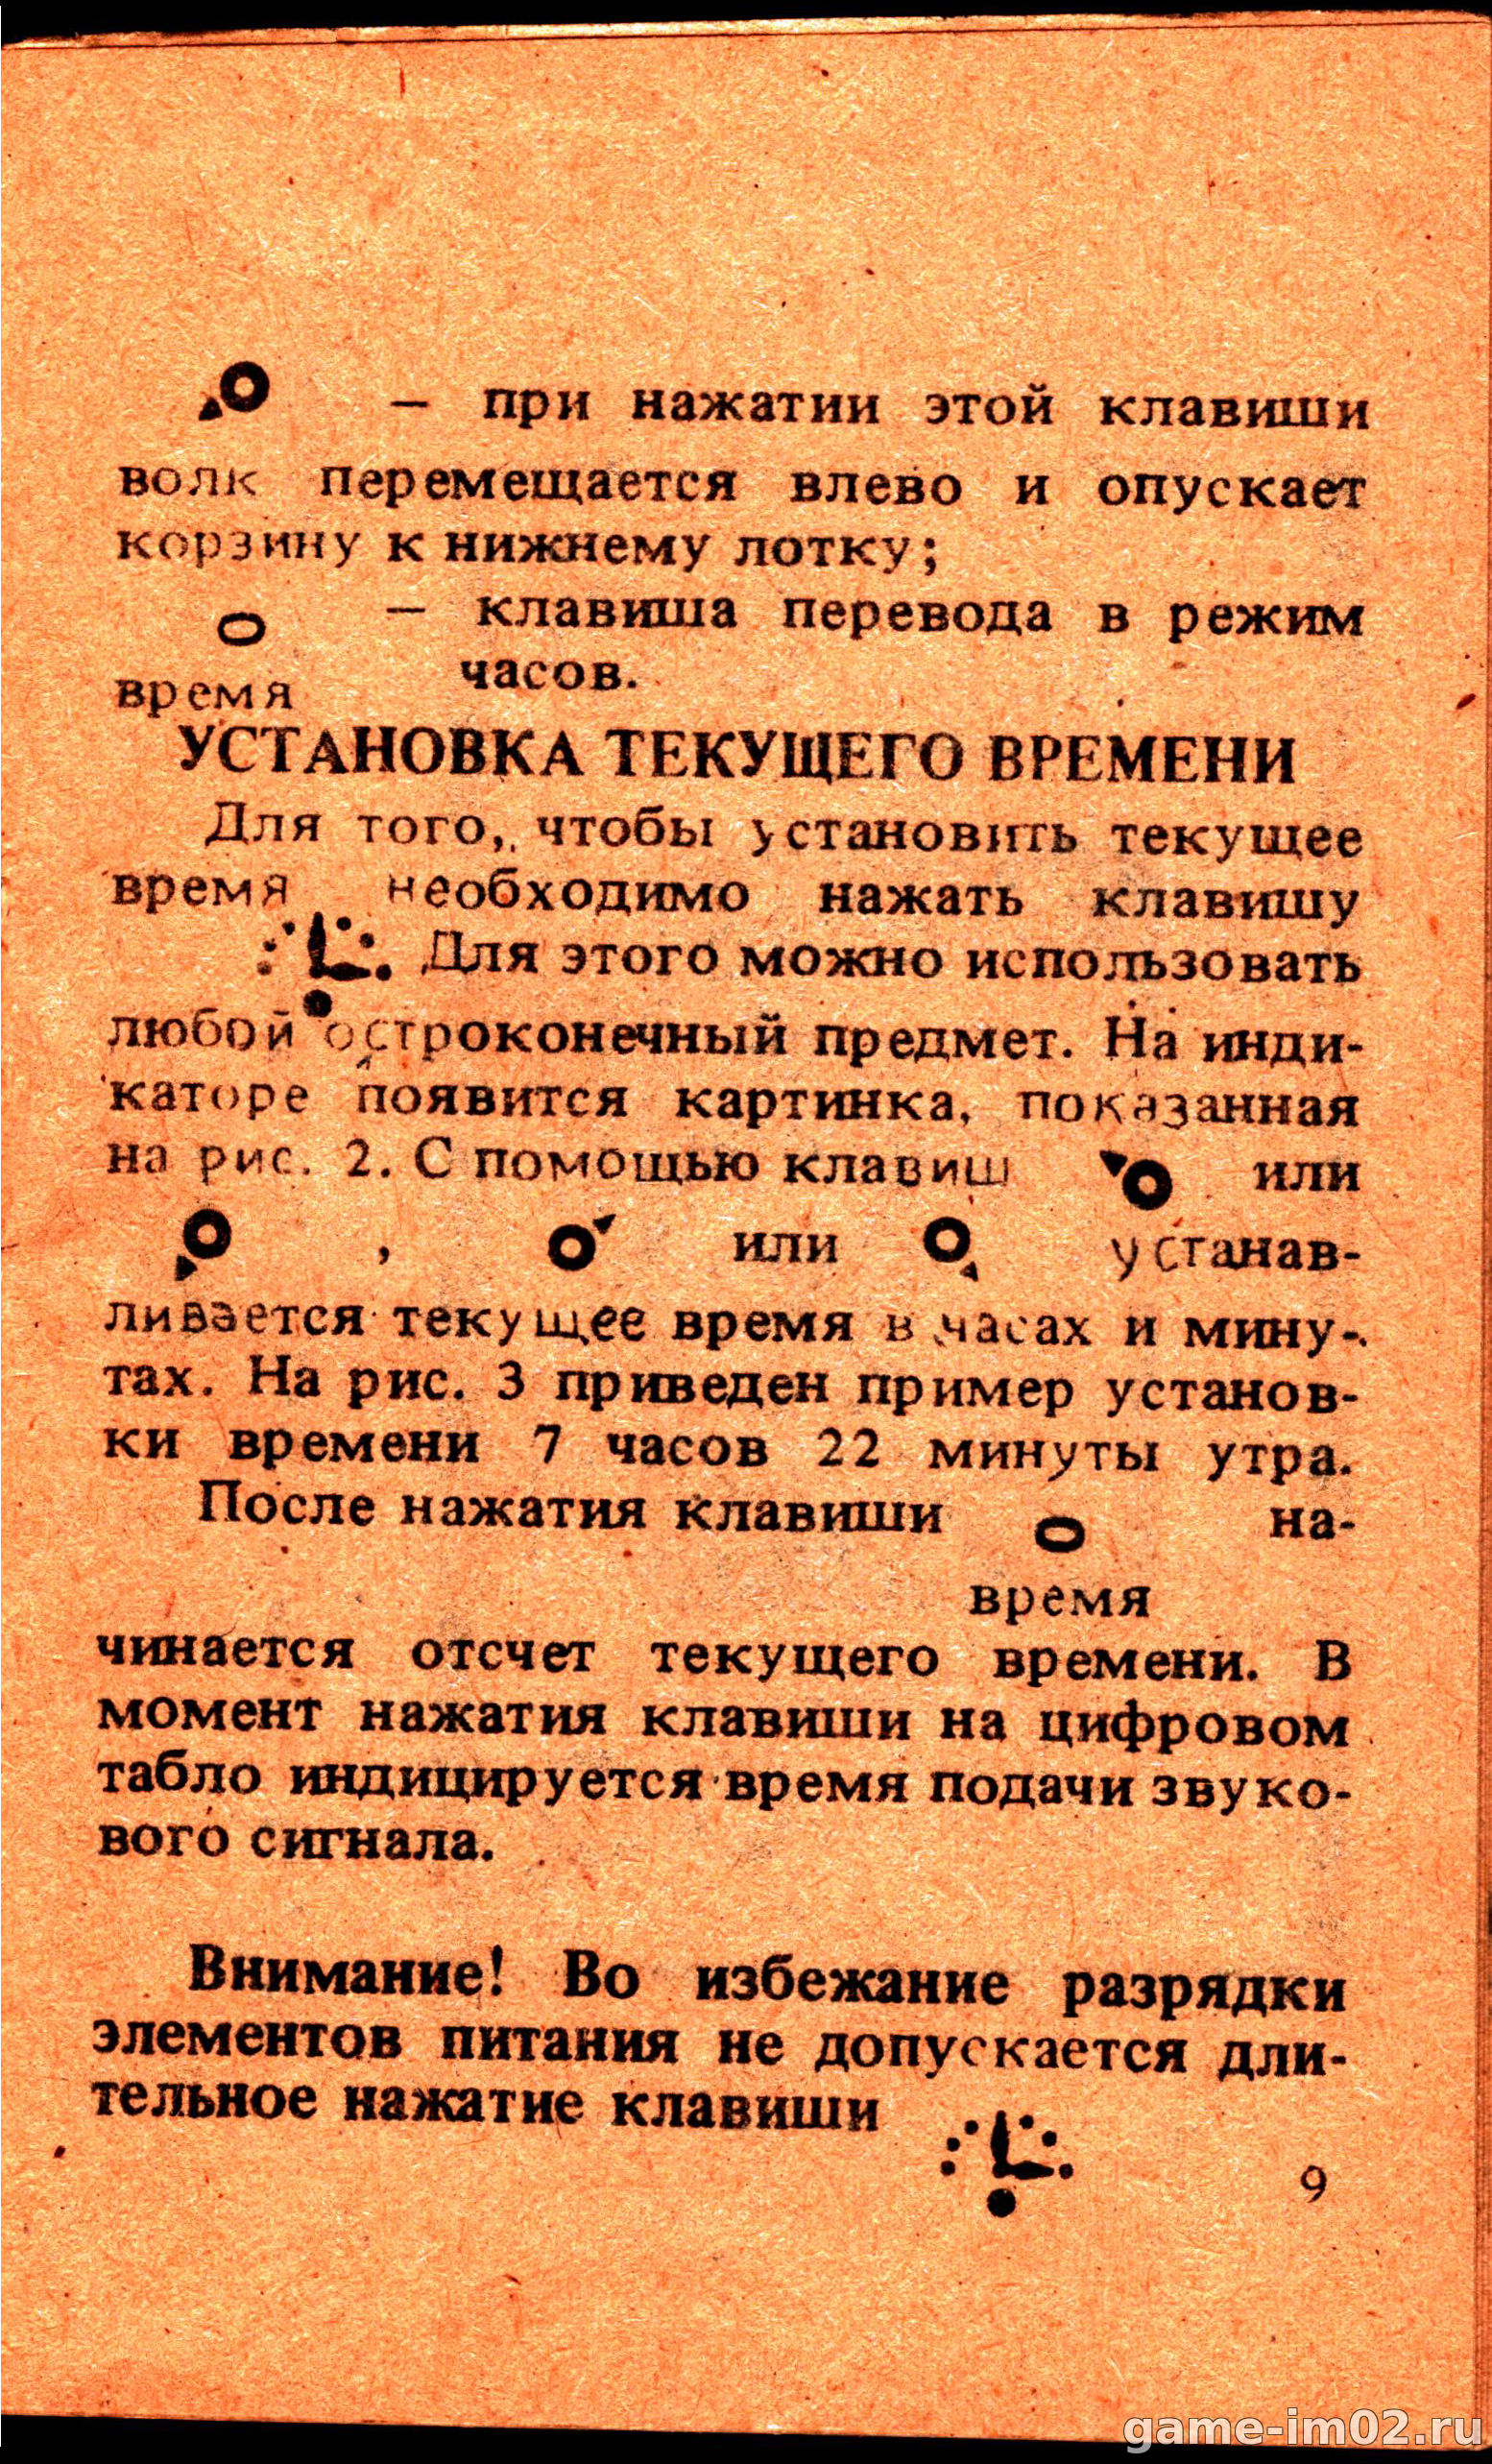 — при нажатии этой клавиши
волк перемещается влево и опускает
корзину к нижнему лотку;
— клавиша перевода в режим
время часов.
УСТАНОВКА ТЕКУЩЕГО ВРЕМЕНИ
Для того, чтобы установить текущее
время необходимо нажать клавишу
Для этого можно использовать
любой остроконечный предмет. На инди-
каторе появится картинка, показанная
на рис. 2. С помощью клавиш или
, или устанав-
ливается текущее время в часах и мину-
тах. На рис. 3 приведен пример установ-
ки времени 7 часов 22 минуты утра.
После нажатия клавиши на-
время
чинается отсчет текущего времени. В
момент нажатия клавиши на цифровом
табло индицируется время подачи звуко-
вого сигнала.
Внимание! Во избежание разрядки
элементов питания не допускается дли-
тельное нажатие клавиши
9
game-im02.ru